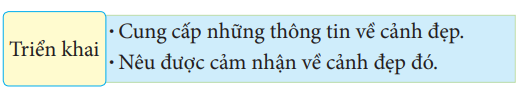 Triển khai
• Cung cấp những thông tin về cảnh đẹp.
• Nêu được cảm nhận về cảnh đẹp đó.